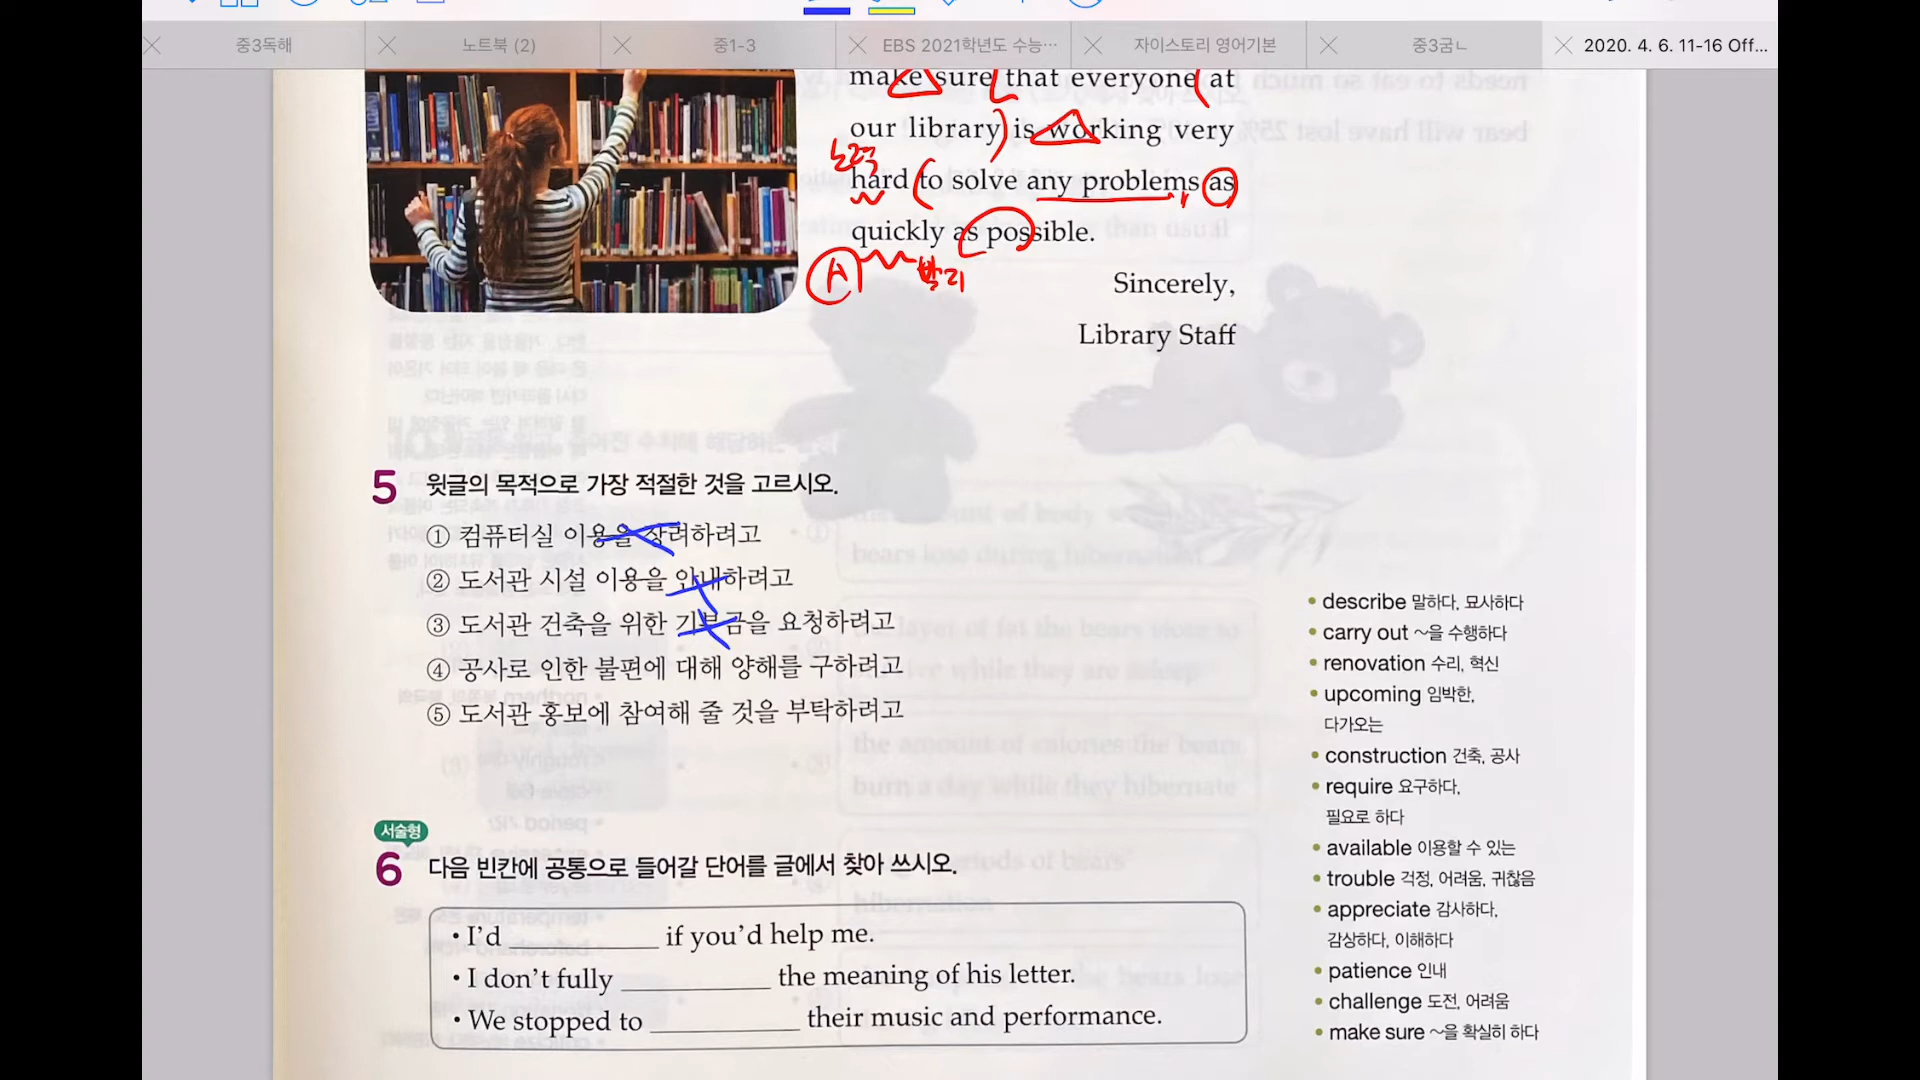 중3독해
노트북 (2)
중1-3
EBS 2021학년도 수능…
자이스토리 영어기본
중3굼ㄴ
2020. 4. 6. 11-16 Off...
make sure that everyone at
our library is working very
노력
hard to solve any problems as
quickly as possible.
A
빨리
Sincerely,
Library Staff
5 윗글의 목적으로 가장 적절한 것을 고르시오.
① 컴퓨터실 이용을 장려하려고
② 도서관 시설 이용을 안내하려고
③ 도서관 건축을 위한 기부금을 요청하려고
④ 공사로 인한 불편에 대해 양해를 구하려고
⑤ 도서관 홍보에 참여해 줄 것을 부탁하려고
서술형
6 다음 빈칸에 공통으로 들어갈 단어를 글에서 찾아 쓰시오.
• I'd __________ if you'd help me.
• I don't fully __________ the meaning of his letter.
• We stopped to __________ their music and performance.
• describe 말하다, 묘사하다
• carry out ~을 수행하다
• renovation 수리, 혁신
• upcoming 임박한,
다가오는
• construction 건축, 공사
• require 요구하다,
필요로 하다
• available 이용할 수 있는
• trouble 걱정, 어려움, 귀찮음
• appreciate 감사하다,
감상하다, 이해하다
• patience 인내
• challenge 도전, 어려움
• make sure ~을 확실히 하다